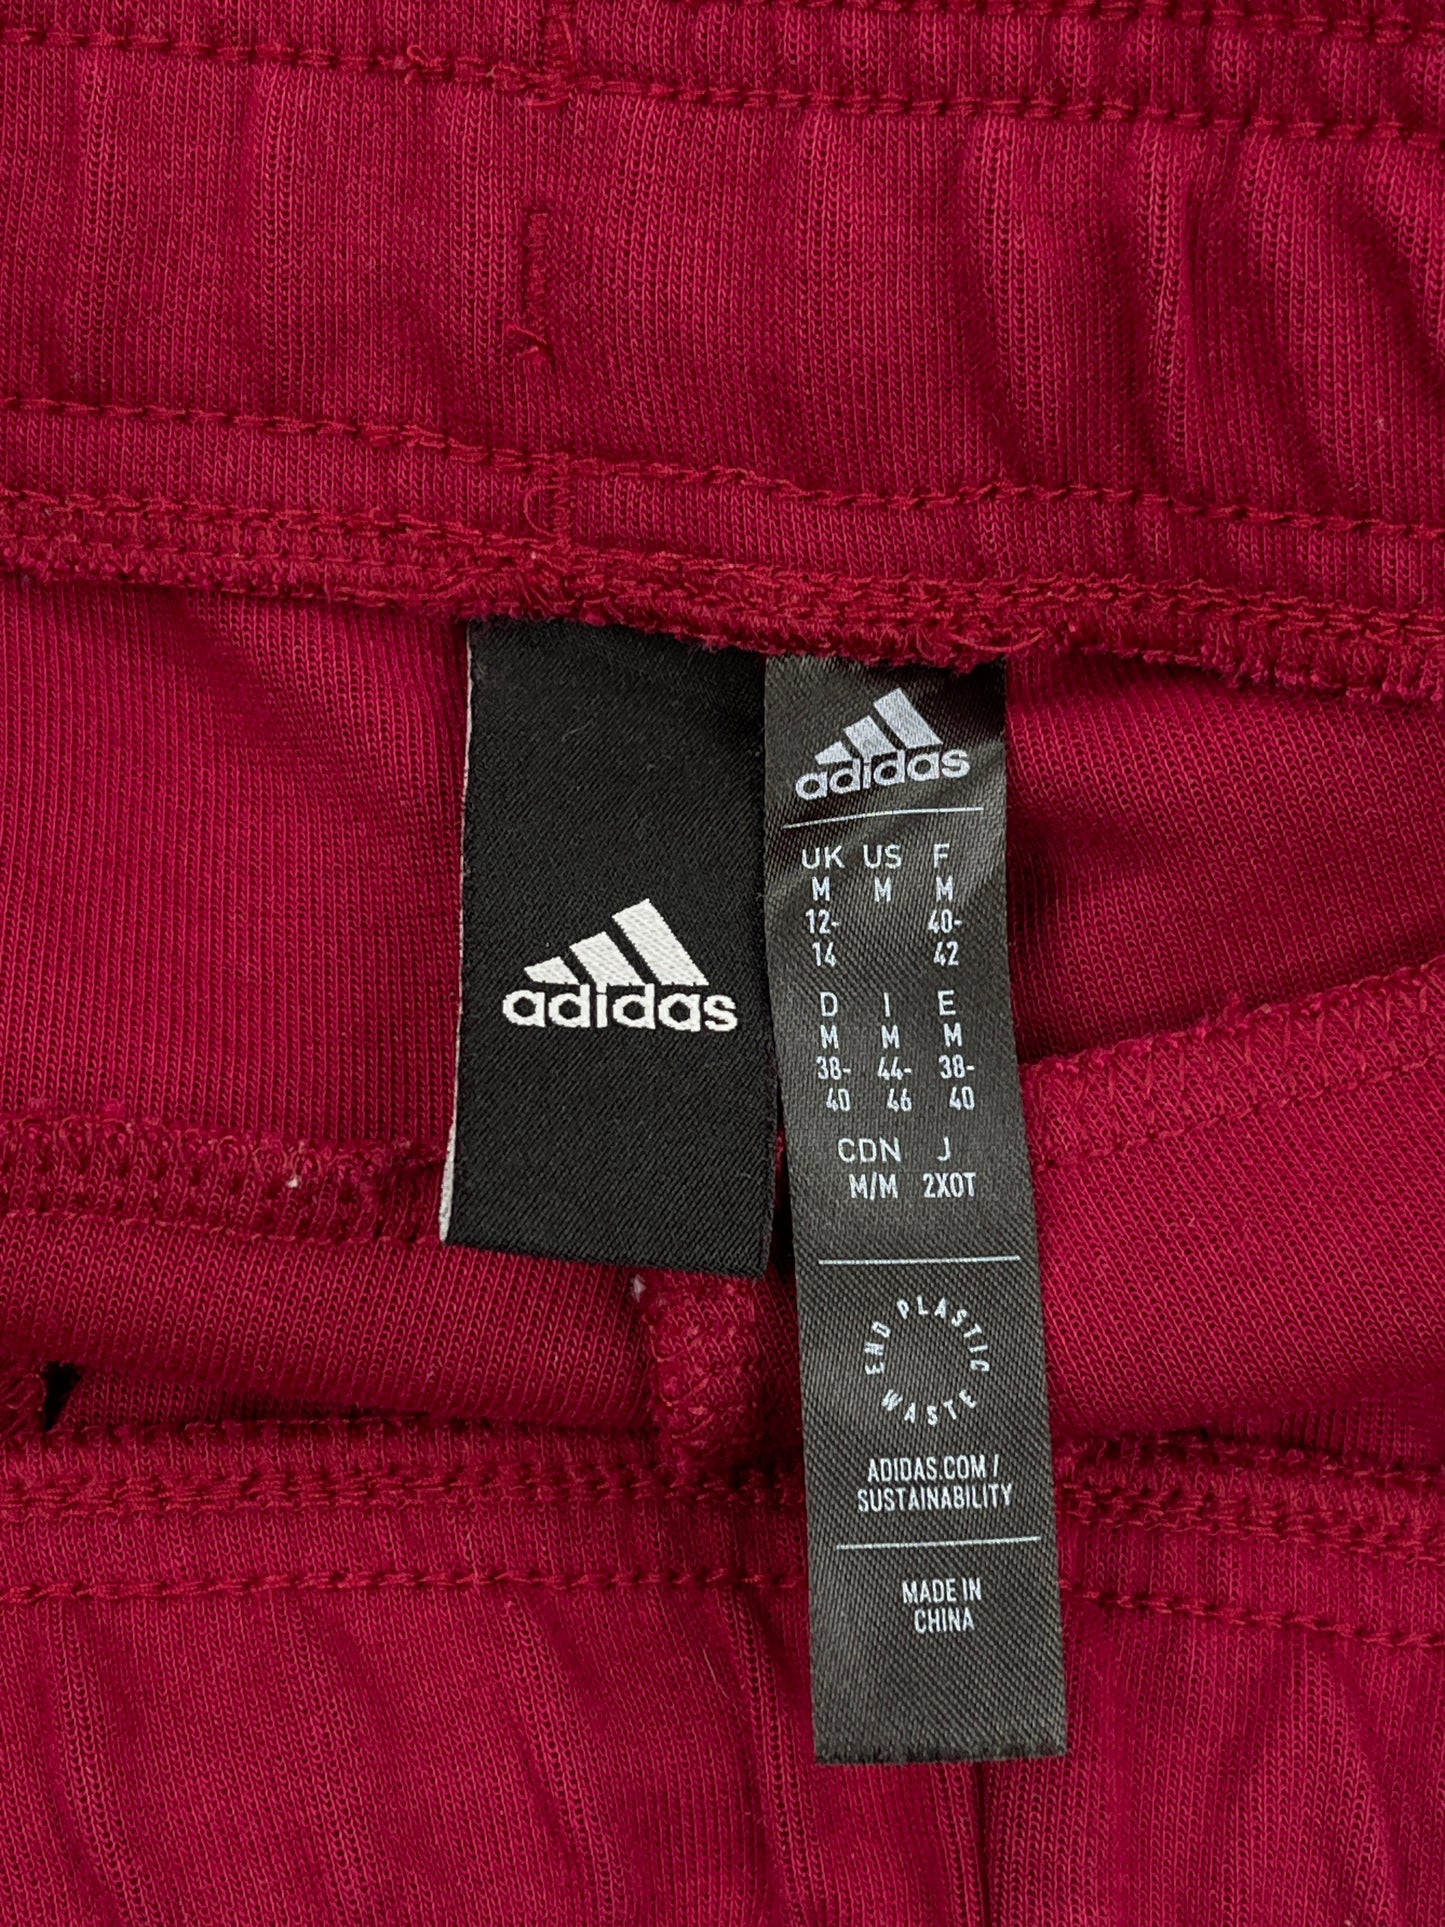 adidas
adidas
UK US F
M M M
12- 40-
14 42
D I E
M M M
38- 44- 38-
40 46 40
CDN J
M/M 2XOT
END PLASTIC WASTE
ADIDAS.COM/
SUSTAINABILITY
MADE IN
CHINA